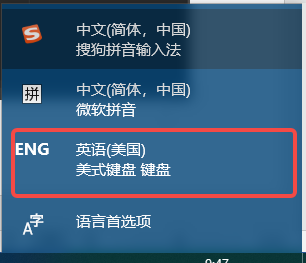 S
中文(简体，中国)
搜狗拼音输入法
拼
中文(简体，中国)
微软拼音
ENG
英语(美国)
美式键盘 键盘
A字
语言首选项